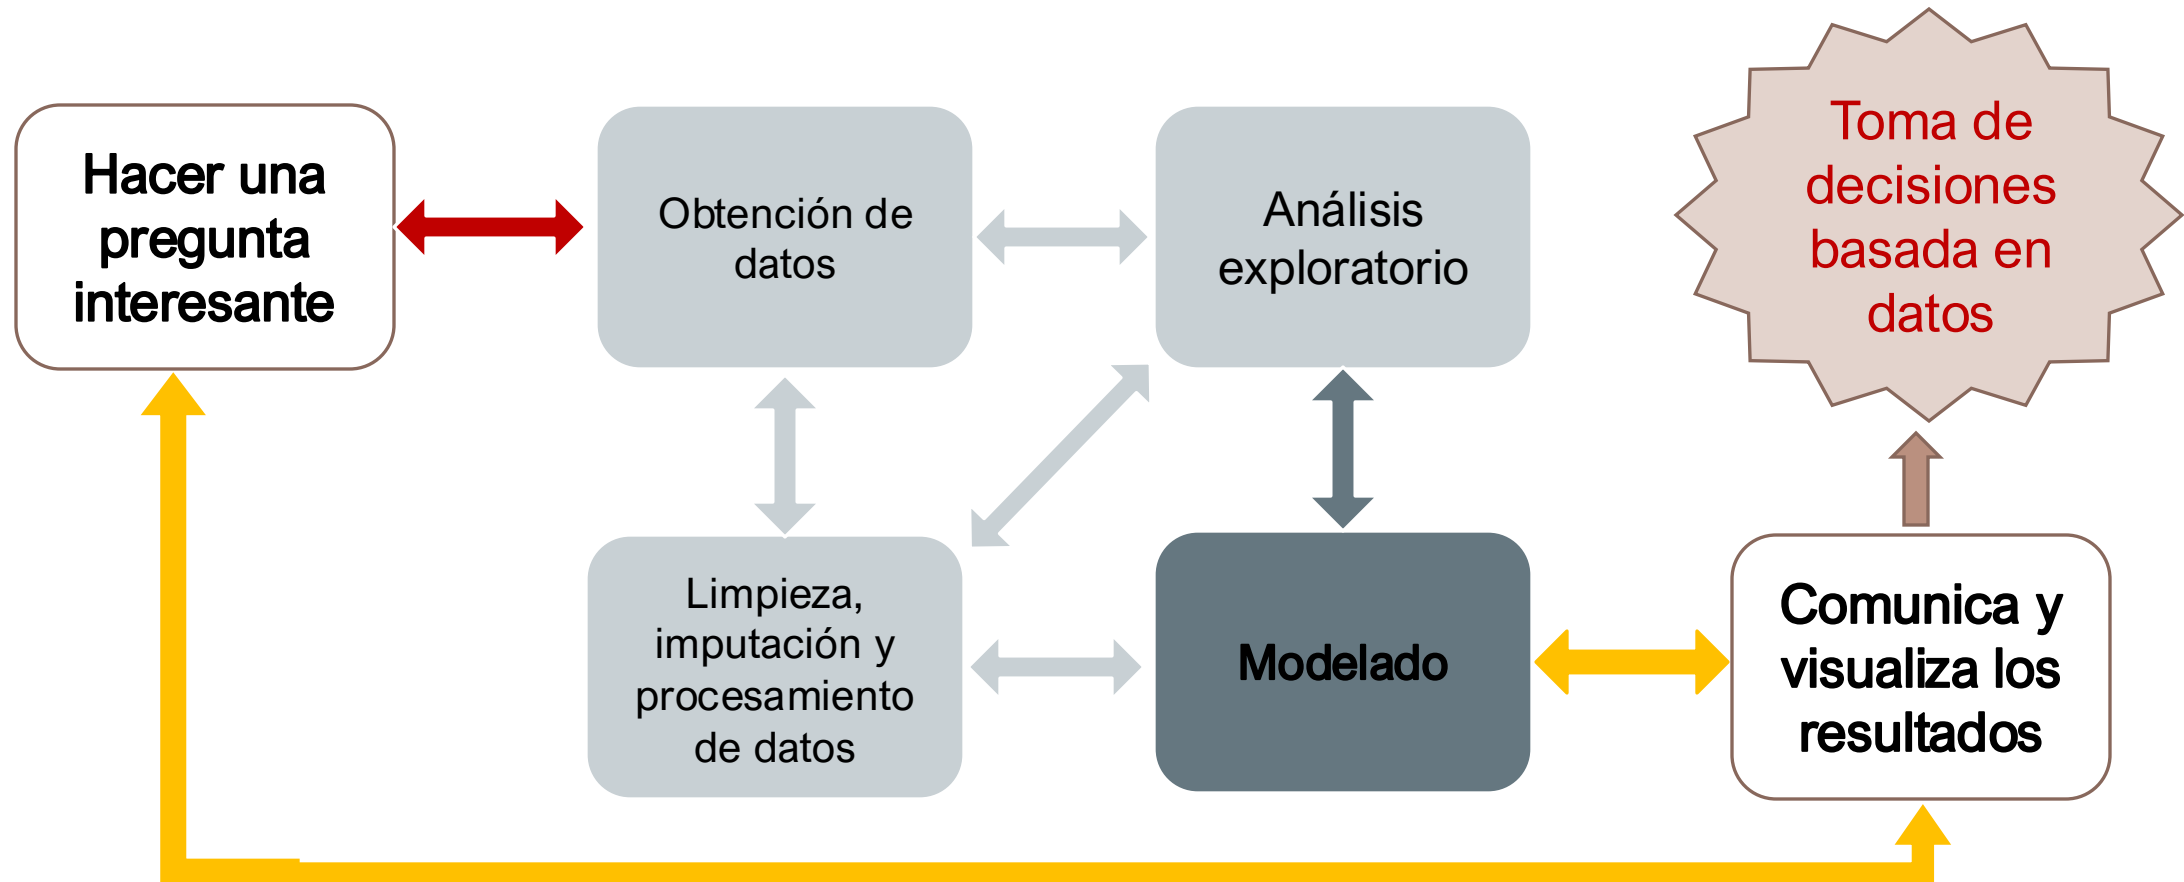 Hacer una
pregunta
interesante
Obtención de
datos
Análisis
exploratorio
Toma de
decisiones
basada en
datos
Limpieza,
imputación y
procesamiento
de datos
Modelado
Comunica y
visualiza los
resultados